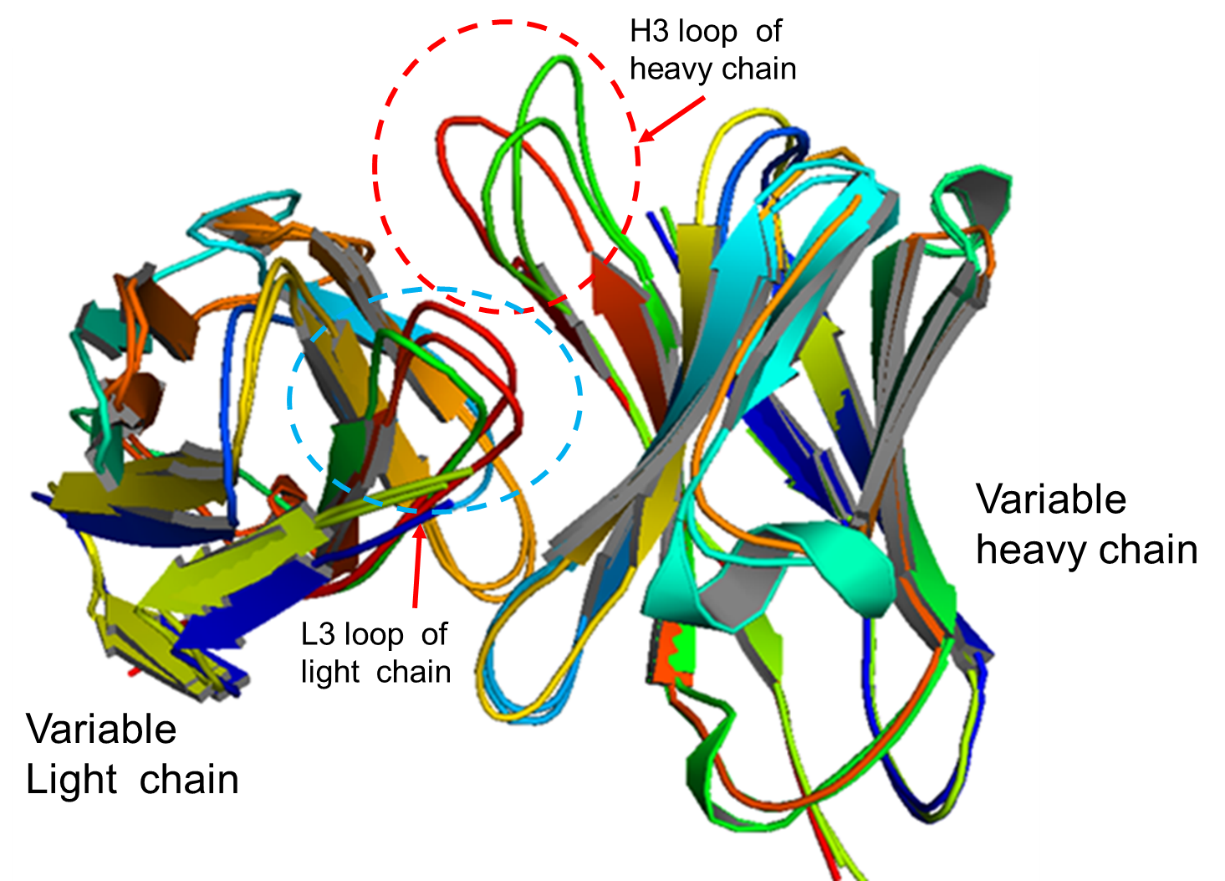 H3 loop of
heavy chain
Variable
heavy chain
L3 loop of
light chain
Variable
Light chain